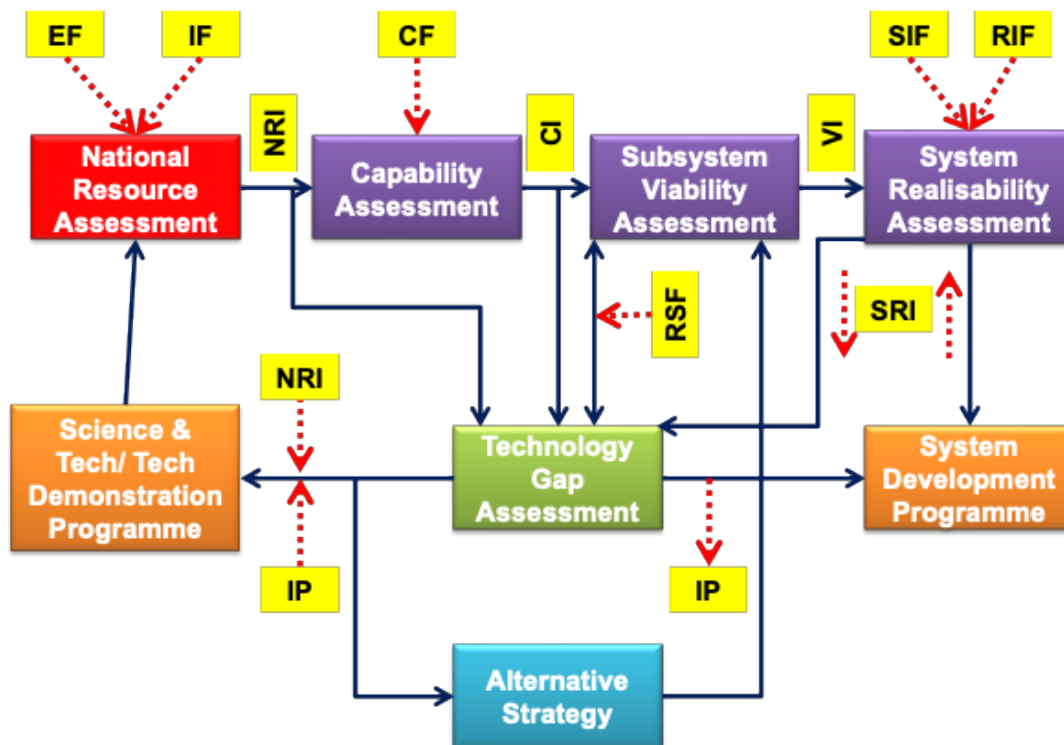 EF
IF
CF
SIF
RIF
National
Resource
Assessment
NRI
Capability
Assessment
CI
Subsystem
Viability
Assessment
VI
System
Realisability
Assessment
RSF
SRI
NRI
Science &
Tech/ Tech
Demonstration
Programme
Technology
Gap
Assessment
System
Development
Programme
IP
IP
Alternative
Strategy